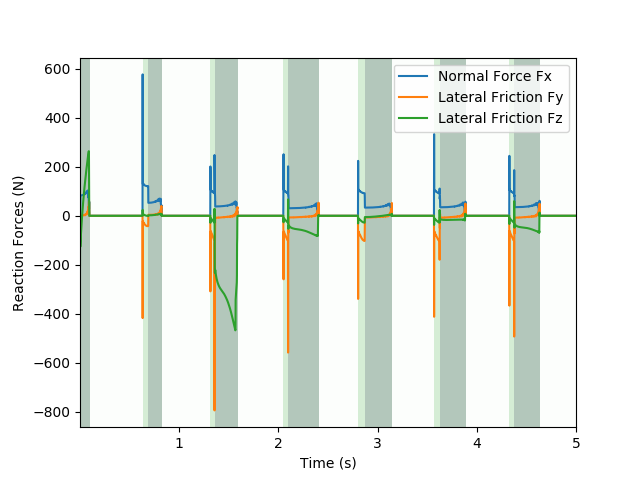 Normal Force Fx
Lateral Friction Fy
Lateral Friction Fz
Reaction Forces (N)
600
400
200
0
−200
−400
−600
−800
1
2
3
4
5
Time (s)